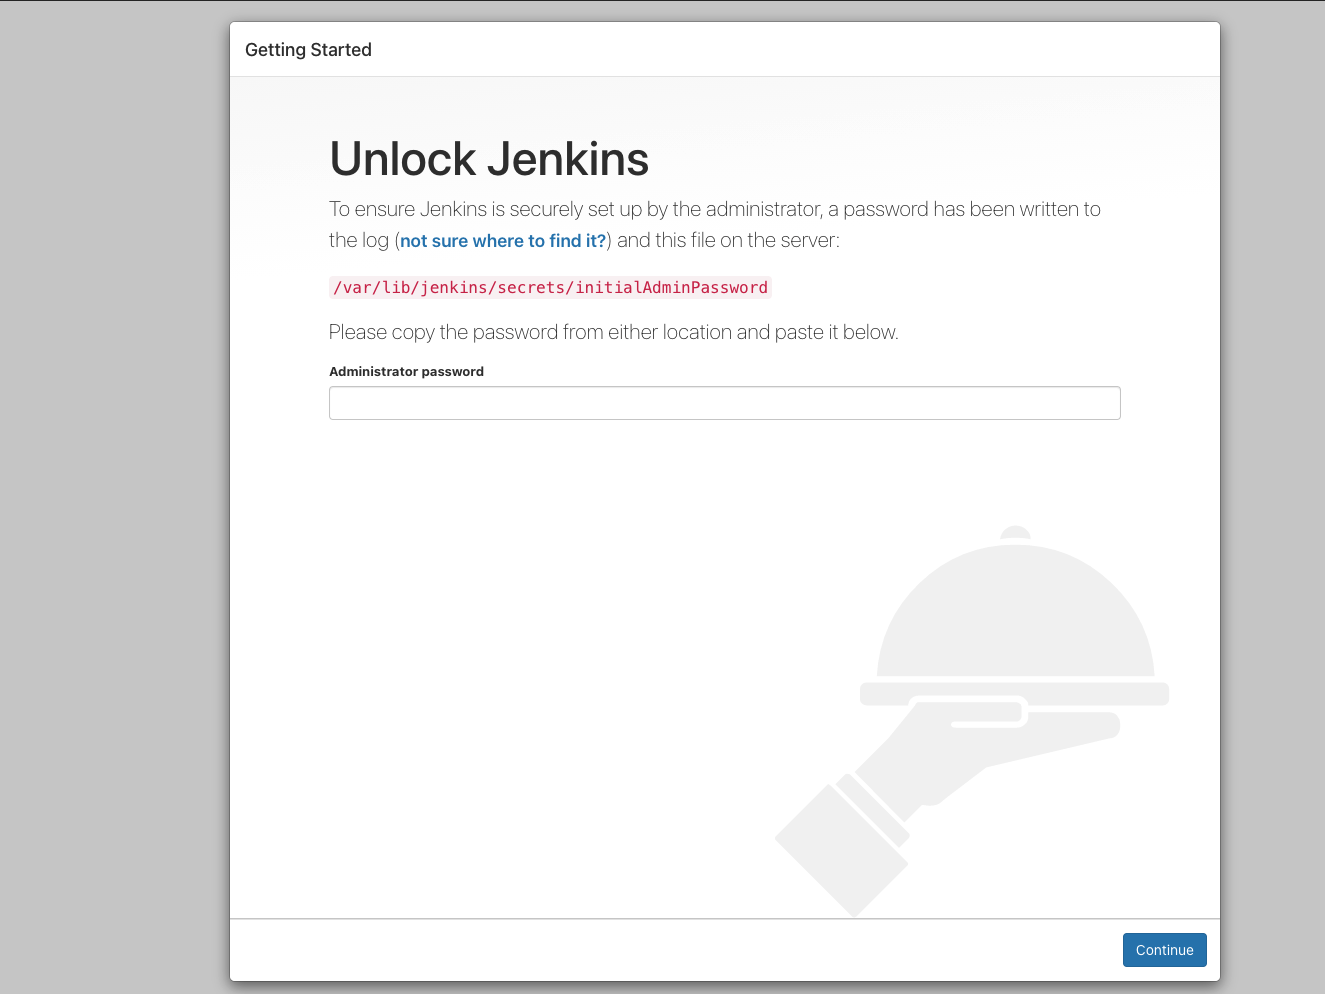 Getting Started
Unlock Jenkins
To ensure Jenkins is securely set up by the administrator, a password has been written to
the log (not sure where to find it?) and this file on the server:
/var/lib/jenkins/secrets/initialAdminPassword
Please copy the password from either location and paste it below.
Administrator password
Continue